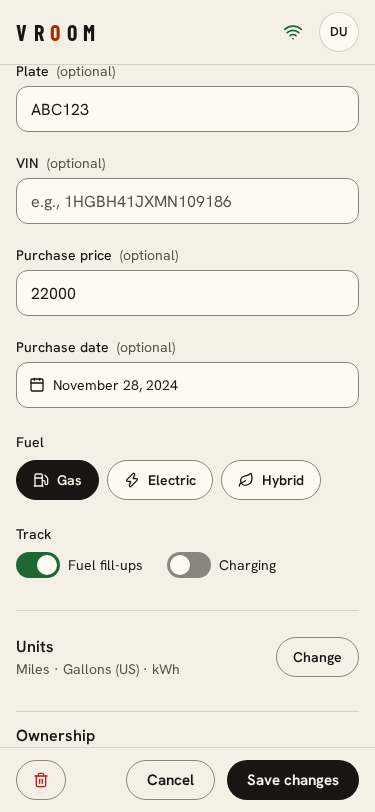 VROOM
DU
Plate (optional)
ABC123
VIN (optional)
e.g., 1HGBH41JXMN109186
Purchase price (optional)
22000
Purchase date (optional)
November 28, 2024
Fuel
Gas
Electric
Hybrid
Track
Fuel fill-ups
Charging
Units
Miles · Gallons (US) · kWh
Change
Ownership
Cancel
Save changes